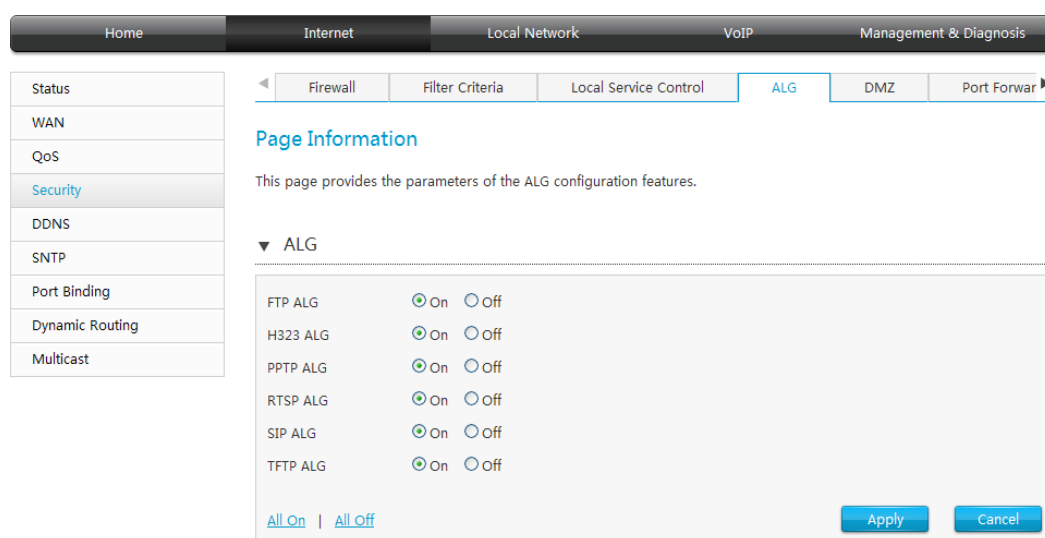 Home Internet Local Network VoIP Management & Diagnosis
Status
WAN
QoS
Security
DDNS
SNTP
Port Binding
Dynamic Routing
Multicast
Firewall Filter Criteria Local Service Control ALG DMZ Port Forwar
Page Information
This page provides the parameters of the ALG configuration features.
ALG
FTP ALG On Off
H323 ALG On Off
PPTP ALG On Off
RTSP ALG On Off
SIP ALG On Off
TFTP ALG On Off
All On | All Off Apply Cancel